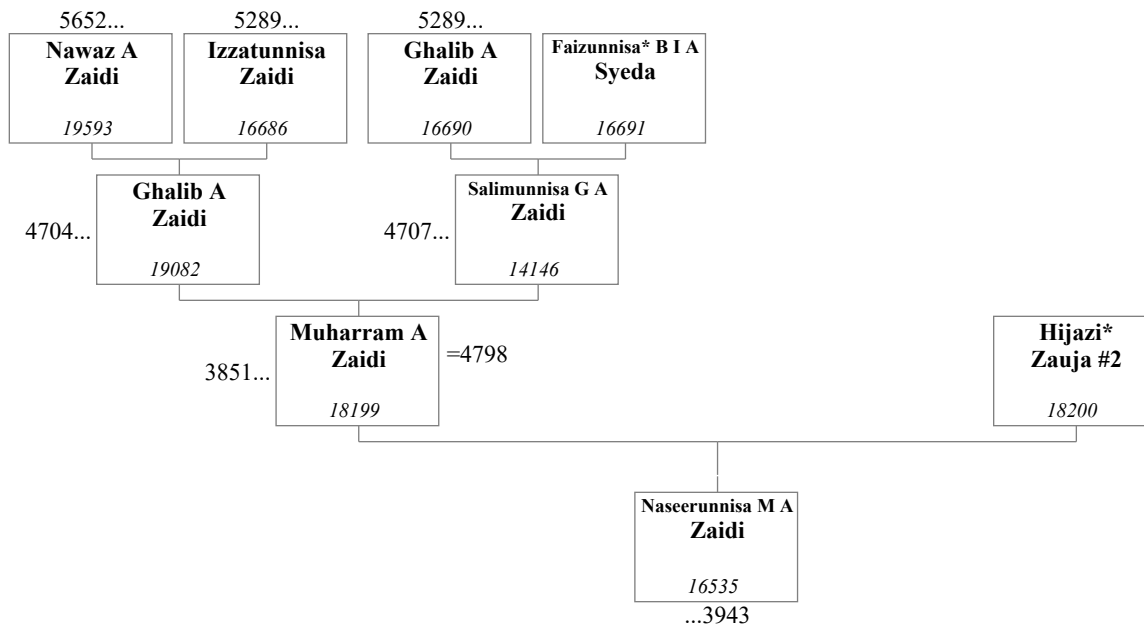 5652...
5289...
5289...
Nawaz A
Zaidi
19593
Izzatunnisa
Zaidi
16686
Ghalib A
Zaidi
16690
Faizunnisa* B I A
Syeda
16691
4704...
Ghalib A
Zaidi
19082
4707...
Salimunnisa G A
Zaidi
14146
3851...
Muharram A
Zaidi
18199
=4798
Hijazi*
Zauja #2
18200
Naseerunnisa M A
Zaidi
16535
...3943